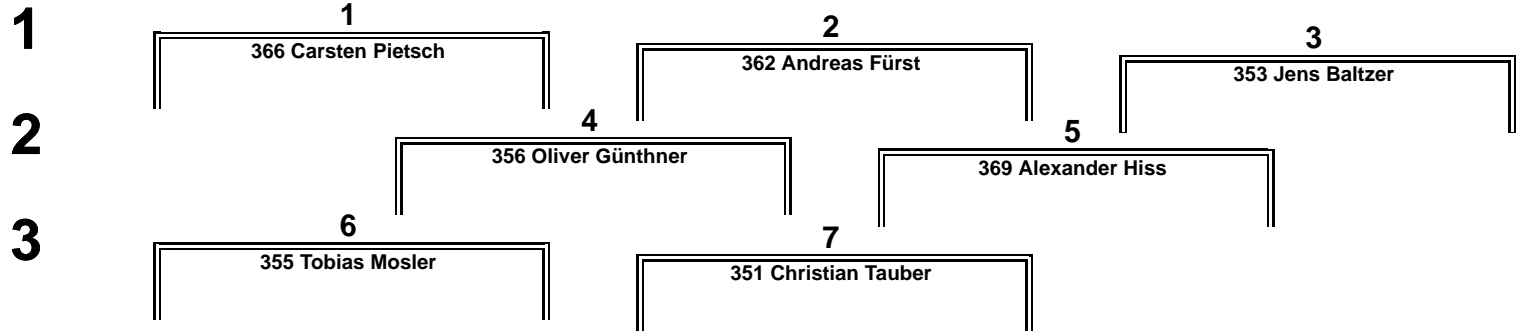 1
1
366 Carsten Pietsch
2
362 Andreas Fürst
3
353 Jens Baltzer
2
4
356 Oliver Günthner
5
369 Alexander Hiss
3
6
355 Tobias Mosler
7
351 Christian Tauber